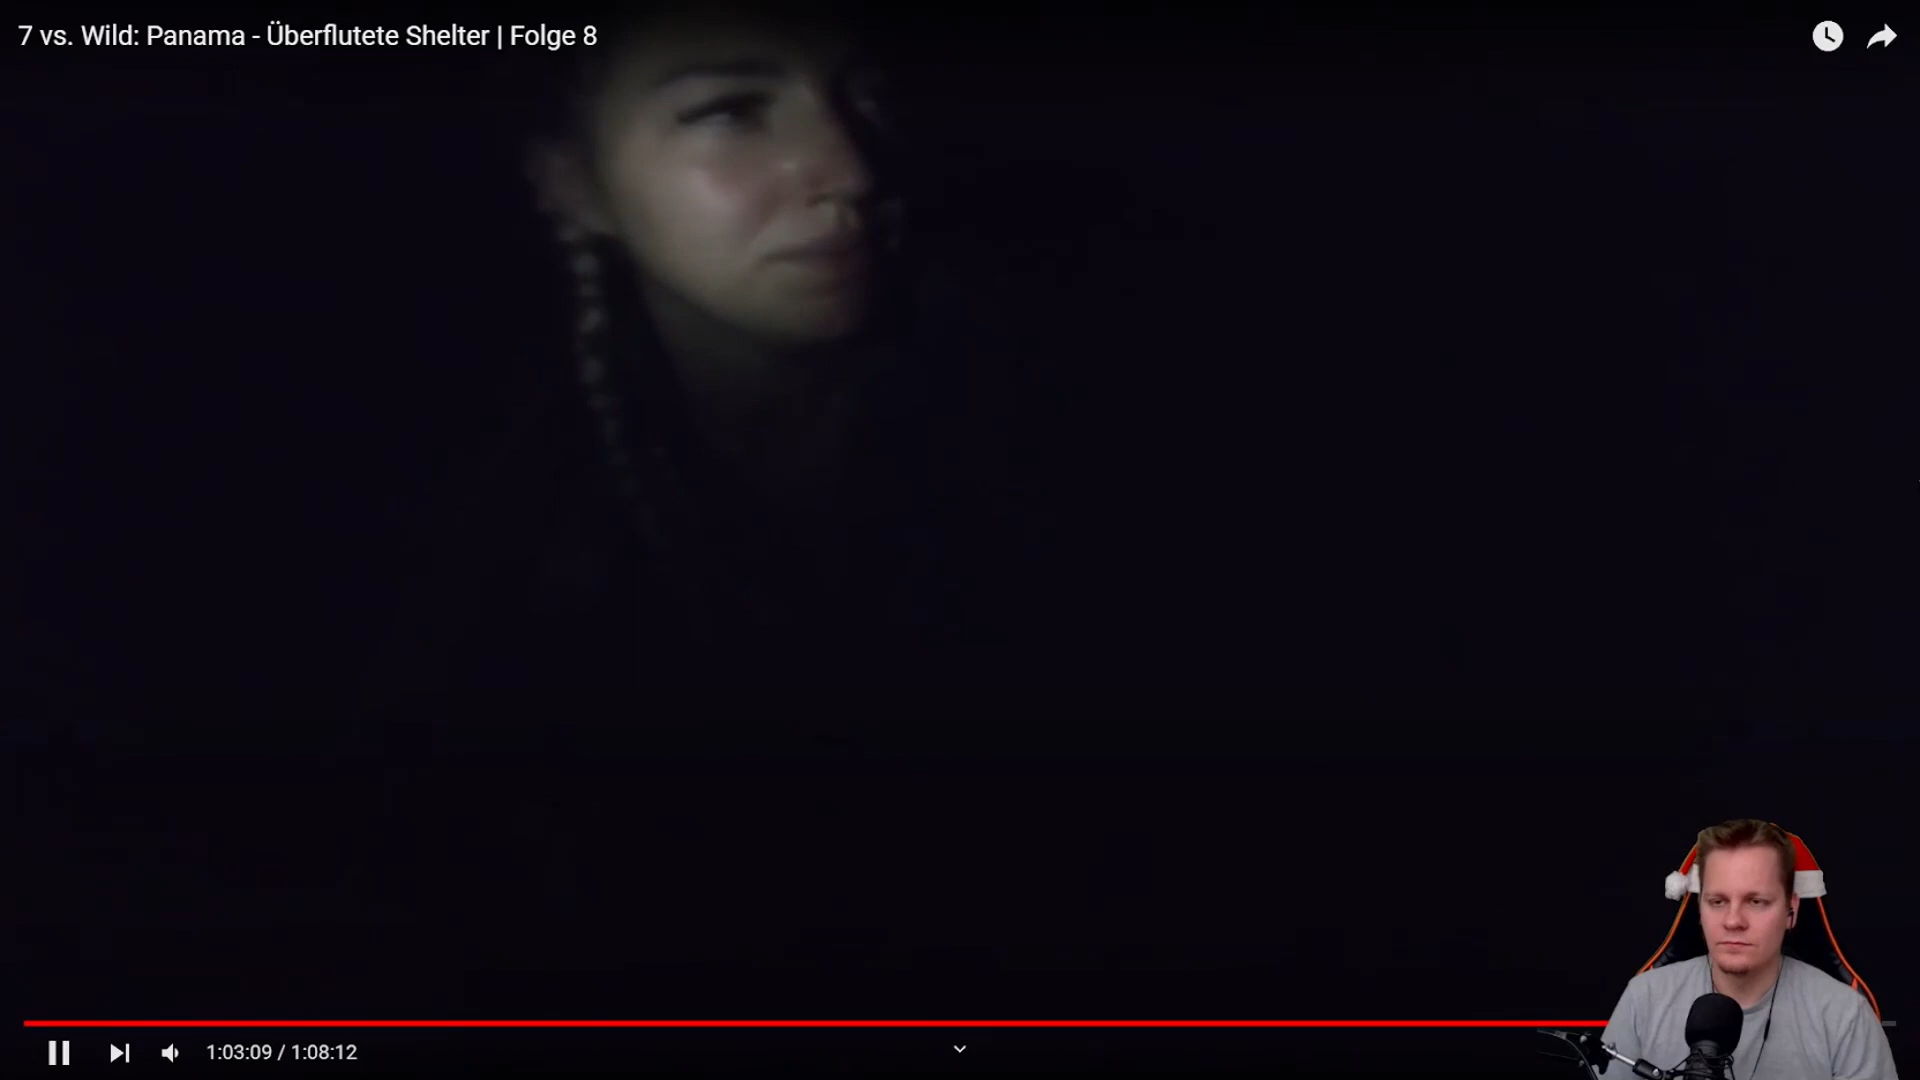 7 vs. Wild: Panama - Überflutete Shelter | Folge 8
1:03:09 / 1:08:12